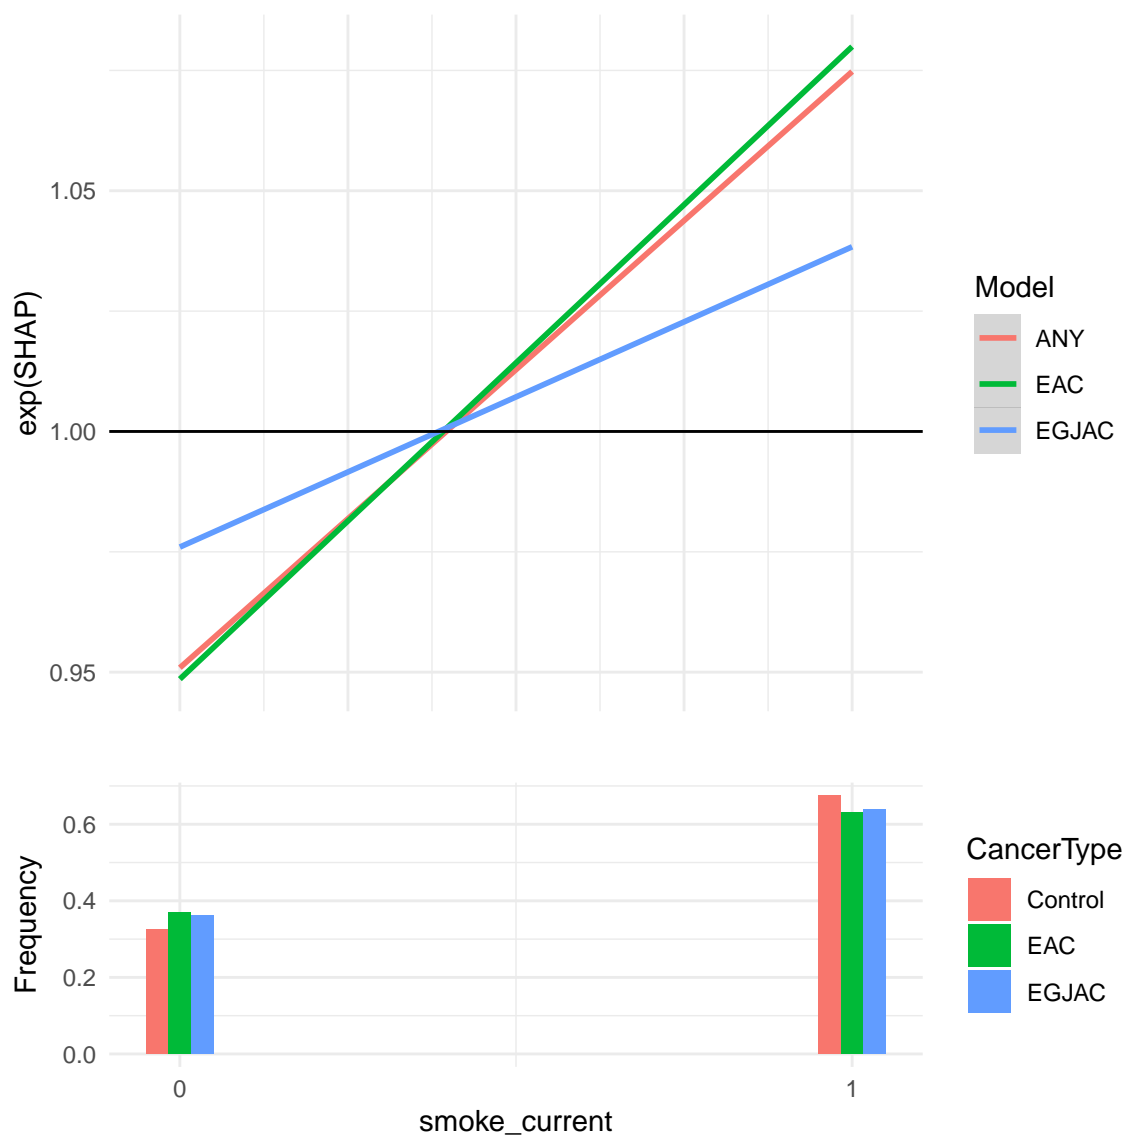 exp(SHAP)
1.05
1.00
0.95
Model
ANY
EAC
EGJAC
Frequency
0.6
0.4
0.2
0.0
0
1
smoke_current
CancerType
Control
EAC
EGJAC